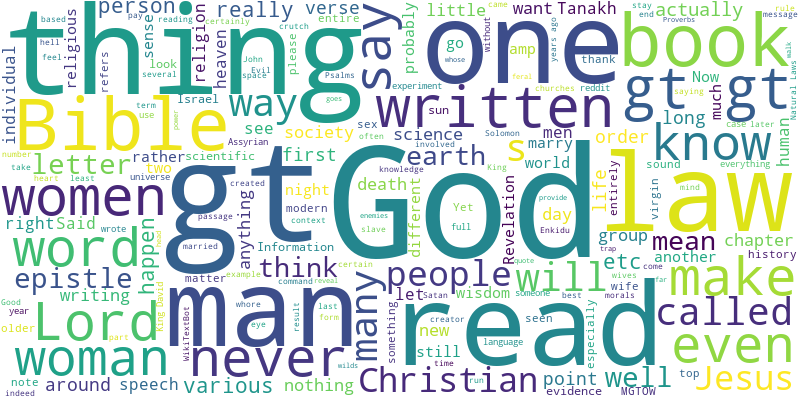 thing
one
book
say
God
gt
law
man
read
Bible
written
gt gt
know
way
women
word
Lord
woman
never
many
people
will
make
even
called
Christian
Jesus
well
mean
letter
epistle
think
earth
s
society
science
person
religious
individual
really
verse
sense
religion
heaven
little
probably
want
Tanakh
actually
go
amp
thank
Now
much
long
human
please
look
refers
Israel
see
scientific
rather
two
Assyrian
universe
first
night
modern
death
different
men
order
marry
world
life
day
entirely
group
another
chapter
history
etc
Revelation
virgin
sound
mind
everything
right
Said
happen
writing
anything
Information
matter
King David
older
year
Good
note
indeed
around
speech
various
nothing
something
let
wisdom
new
still
seen
especially
point
evidence
MGTOW
top
wife
wives
morals
Enkidu
Yet
full
provide
Solomon
King
knowledge
involved
often
sex
sun
experiment
churches
reddit
without
years ago
whose
Psalms
John
Evil
space
hell
feel
crutch
reading
several
based
stay
end
Proverbs
rule
message
saying
Natural Laws
walk
case
later
trap
come
far
quote
someone
best
creator
Satan
language
time
run
wilds
enemies
slave
context
created
passage
married
example
certain
command
reveal
whore
last
form
eye
result
WikiTextBot
part
head
power
wrote
least
heart
number
take
term
use
goes
certainly
pay
came
feral